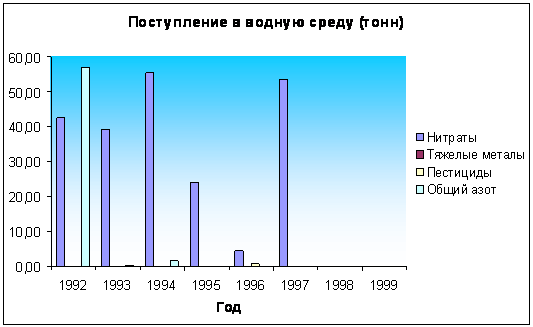 Поступление в водную среду (тонн)
60,00
50,00
40,00
30,00
20,00
10,00
0,00
1992 1993 1994 1995 1996 1997 1998 1999
Год
Нитраты
Тяжелые металы
Пестициды
Общий азот